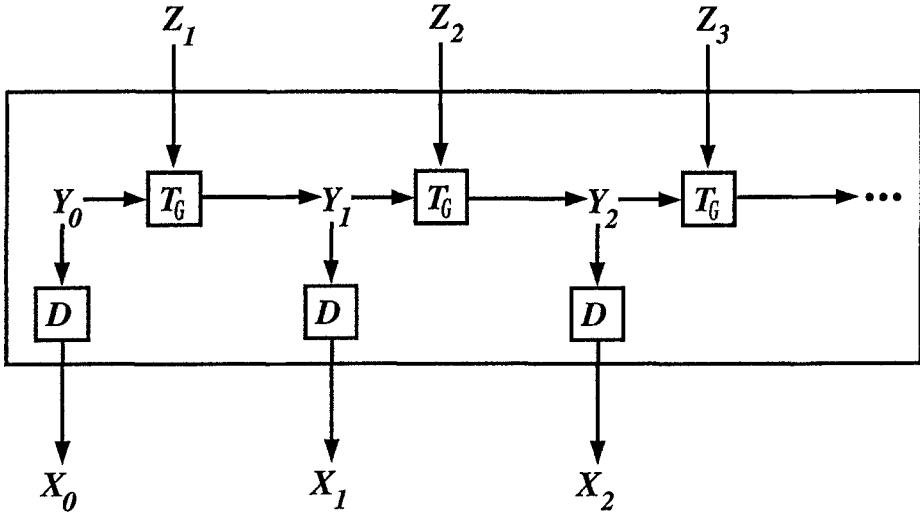 Z1 Z2 Z3
Y0 TG Y1 TG Y2 TG •••
D D D
X0 X1 X2